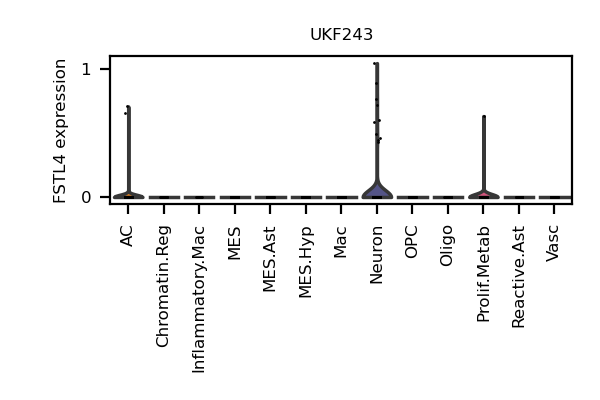 UKF243
FSTL4 expression
1
0
AC
Chromatin.Reg
Inflammatory.Mac
MES
MES.Ast
MES.Hyp
Mac
Neuron
OPC
Oligo
Prolif.Metab
Reactive.Ast
Vasc